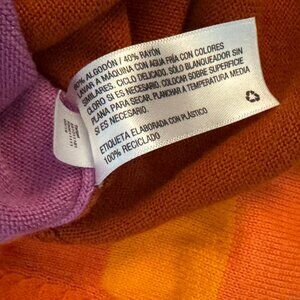 60% ALGODÓN / 40% RAYÓN
LAVAR A MÁQUINA CON AGUA FRÍA CON COLORES
SIMILARES. CICLO DELICADO. SÓLO BLANQUEADOR SIN
CLORO SI ES NECESARIO. COLOCAR SOBRE SUPERFICIE
PLANA PARA SECAR. PLANCHAR A TEMPERATURA MEDIA
SI ES NECESARIO.
ETIQUETA ELABORADA CON PLÁSTICO
100% RECICLADO